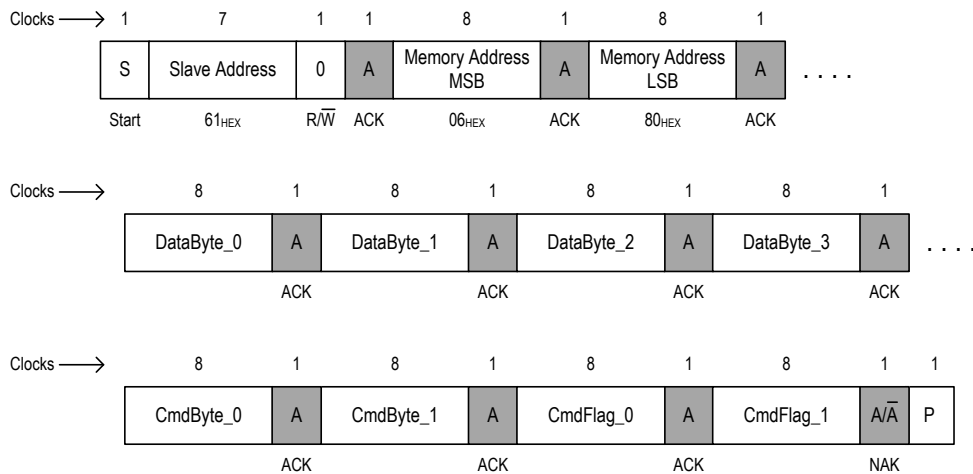 Clocks 1 7 1 1 8 1 8 1
S Slave Address 0 A Memory Address MSB A Memory Address LSB A . . . .
Start 61HEX R/W̅ ACK 06HEX ACK 80HEX ACK
Clocks 8 1 8 1 8 1 8 1
DataByte_0 A DataByte_1 A DataByte_2 A DataByte_3 A . . . .
ACK ACK ACK ACK
Clocks 8 1 8 1 8 1 8 1 1
CmdByte_0 A CmdByte_1 A CmdFlag_0 A CmdFlag_1 A/A̅ P
ACK ACK ACK NAK